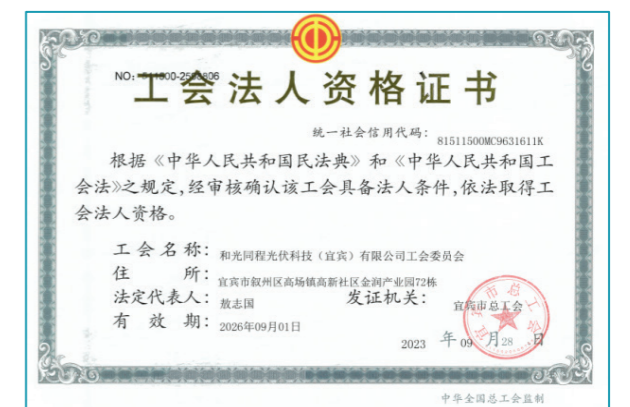 工会法人资格证书
统一社会信用代码：81511500MC9631611K
根据《中华人民共和国民法典》和《中华人民共和国工
会法》之规定,经审核确认该工会具备法人条件,依法取得工
会法人资格。
工会名称：和光同程光伏科技（宜宾）有限公司工会委员会
住 所：宜宾市叙州区高场镇高新社区金润产业园72栋
法定代表人：敖志国 发证机关：宜宾市总工会
有 效 期：2026年09月01日
2023 年 09 月 28 日
中华全国总工会监制